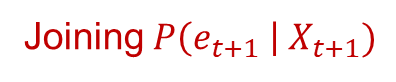 Joining P(e_{t+1} | X_{t+1})